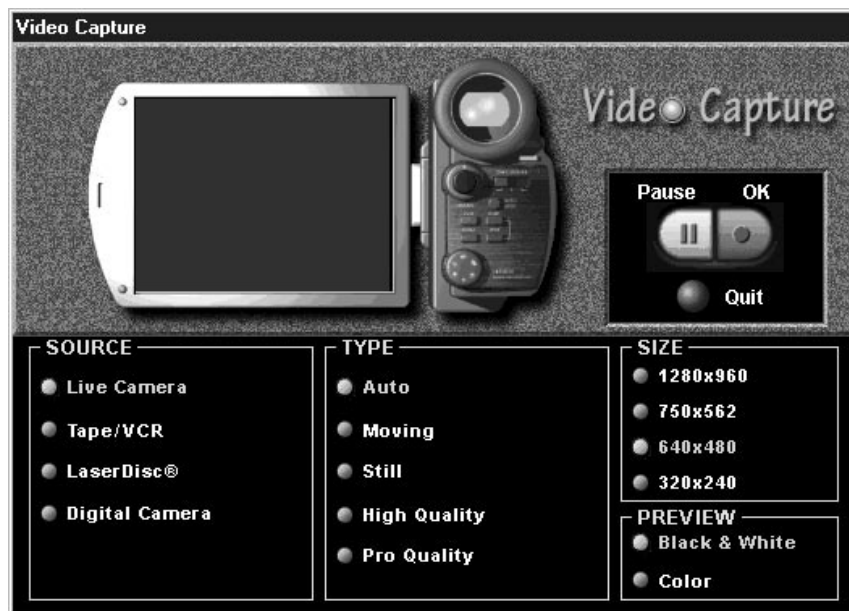 Video Capture
Video Capture
Pause OK
Quit
SOURCE
Live Camera
Tape/VCR
LaserDisc®
Digital Camera
TYPE
Auto
Moving
Still
High Quality
Pro Quality
SIZE
1280x960
750x562
640x480
320x240
PREVIEW
Black & White
Color